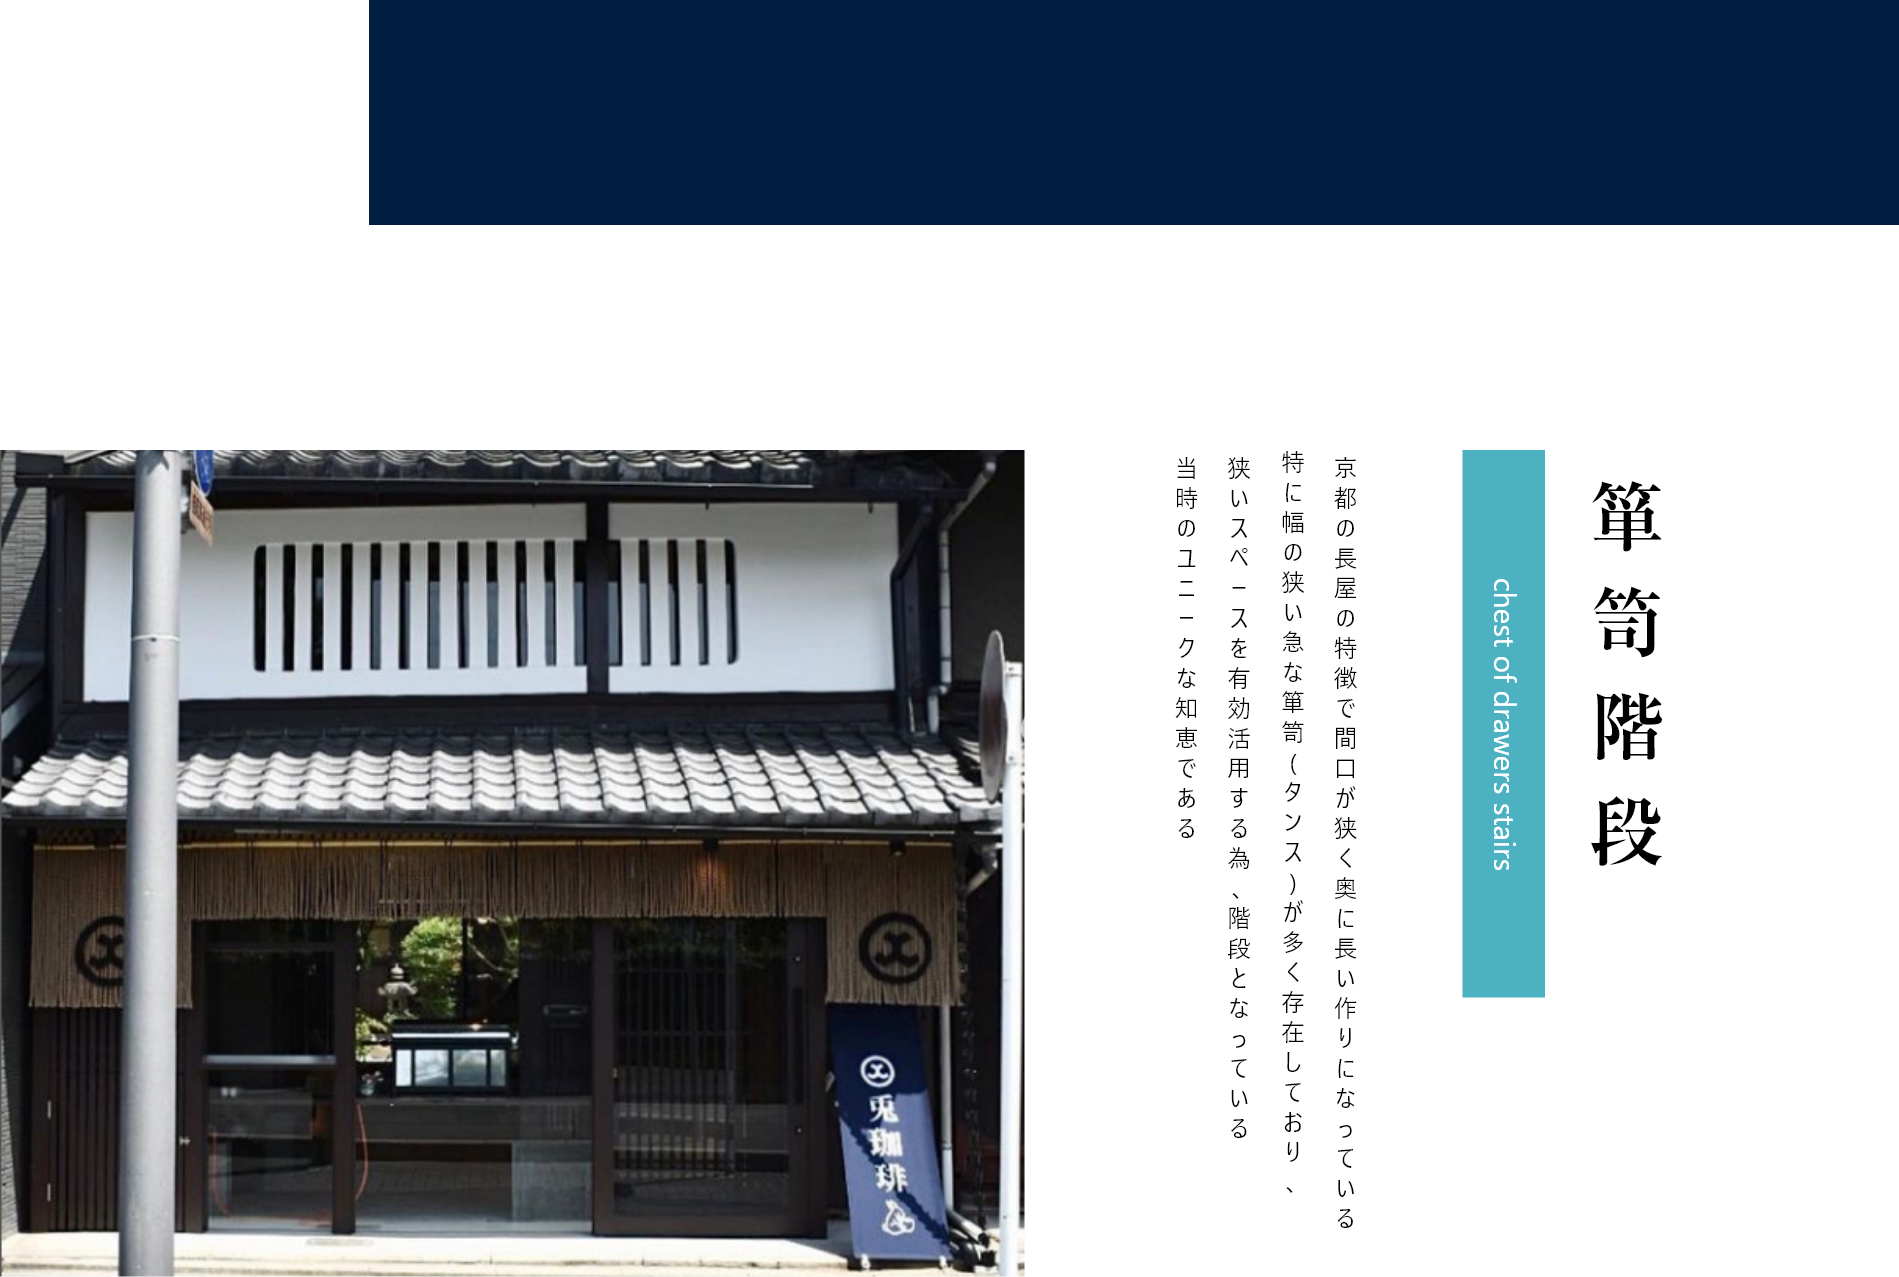 箪笥階段
chest of drawers stairs
京都の長屋の特徴で間口が狭く奥に長い作りになっている
特に幅の狭い急な箪笥(タンス)が多く存在しており、
狭いスペースを有効活用する為、階段となっている
当時のユニークな知恵である
兎珈琲